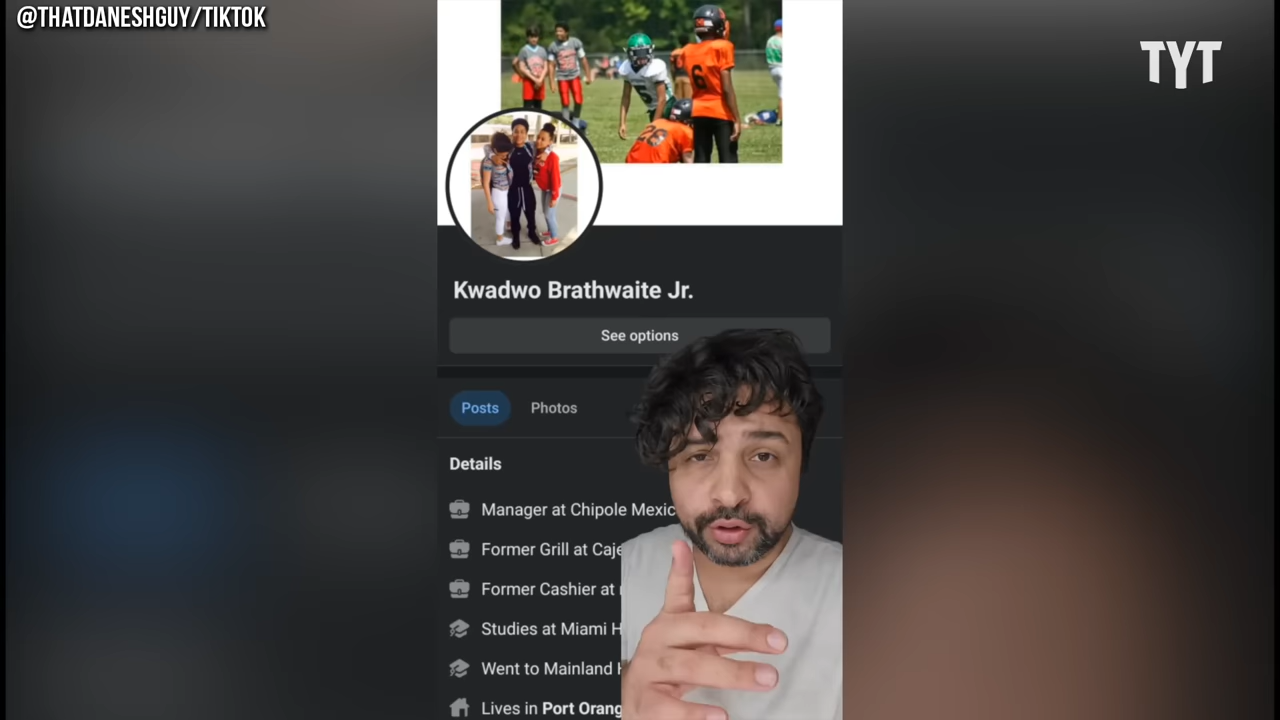 @THATDANESHGUY/TIKTOK
TYT
6
Kwadwo Brathwaite Jr.
See options
Posts Photos
Details
Manager at Chipole Mexic
Former Grill at Caje
Former Cashier at
Studies at Miami H
Went to Mainland
Lives in Port Orang